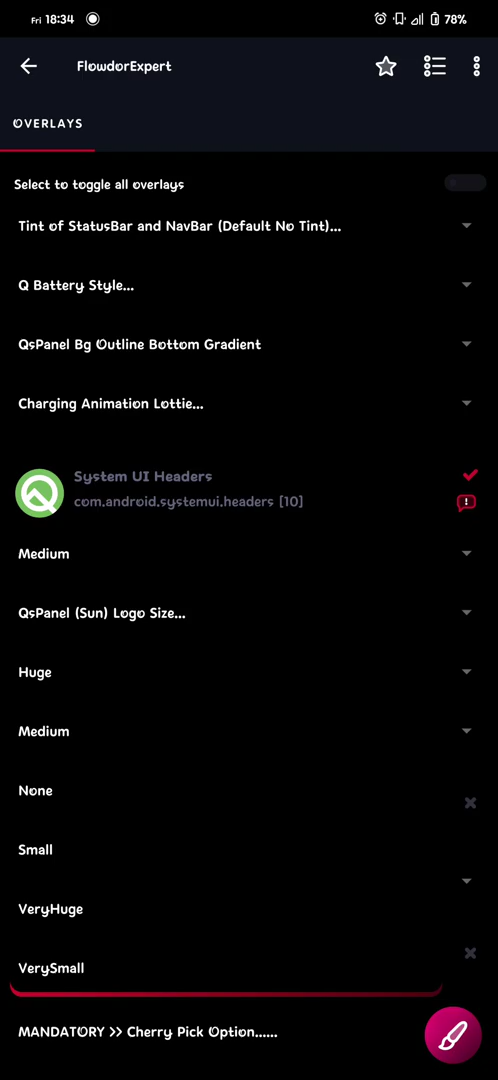 Fri 18:34
78%
FlowdorExpert
OVERLAYS
Select to toggle all overlays
Tint of StatusBar and NavBar (Default No Tint)...
Q Battery Style...
QsPanel Bg Outline Bottom Gradient
Charging Animation Lottie...
System UI Headers
com.android.systemui.headers [10]
Medium
QsPanel (Sun) Logo Size...
Huge
Medium
None
Small
VeryHuge
VerySmall
MANDATORY >> Cherry Pick Option......